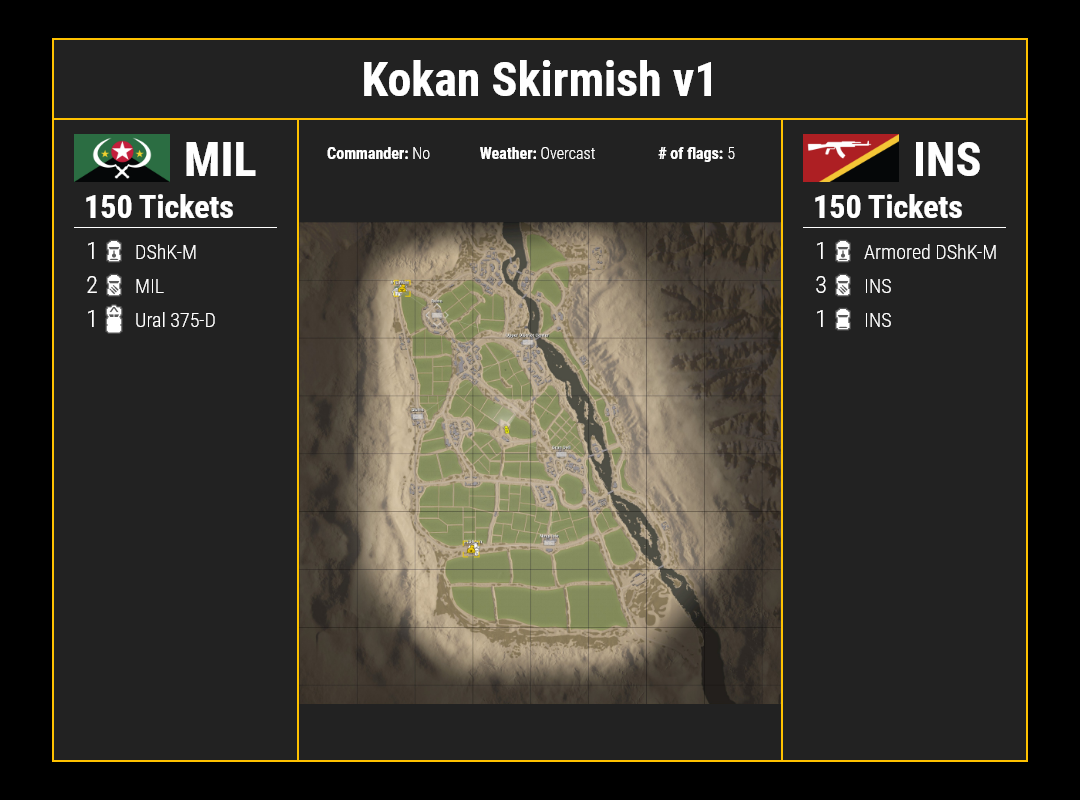 Kokan Skirmish v1
MIL
150 Tickets
1 DShK-M
2 MIL
1 Ural 375-D
Commander: No Weather: Overcast # of flags: 5
INS
150 Tickets
1 Armored DShK-M
3 INS
1 INS